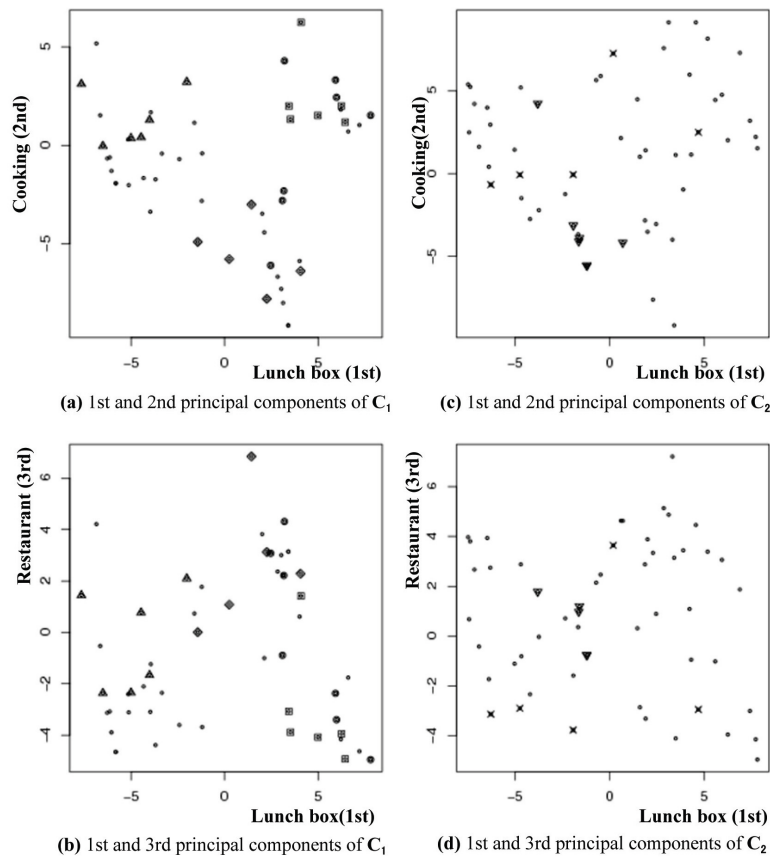 Cooking (2nd)
5
0
−5
−5
0
5
Lunch box (1st)
(a) 1st and 2nd principal components of C1
Cooking(2nd)
5
0
−5
−5
0
5
Lunch box (1st)
(c) 1st and 2nd principal components of C2
Restaurant (3rd)
6
4
2
0
−2
−4
−5
0
5
Lunch box(1st)
(b) 1st and 3rd principal components of C1
Restaurant (3rd)
6
4
2
0
−2
−4
−5
0
5
Lunch box (1st)
(d) 1st and 3rd principal components of C2